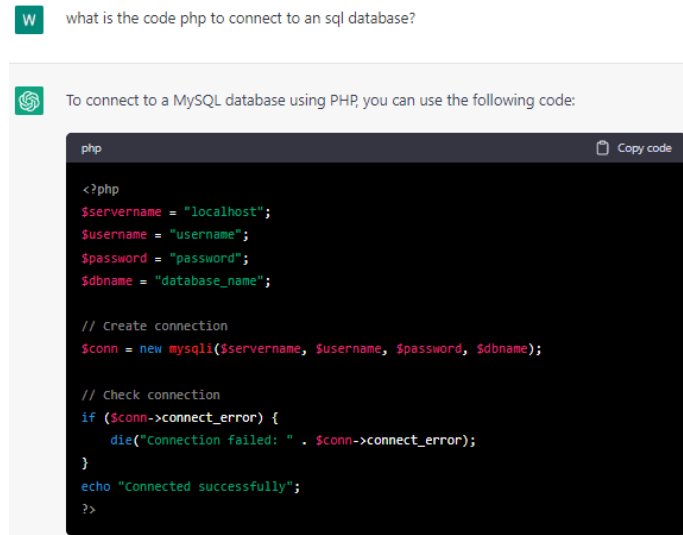 W
what is the code php to connect to an sql database?
To connect to a MySQL database using PHP, you can use the following code:
php
Copy code
<?php
$servername = "localhost";
$username = "username";
$password = "password";
$dbname = "database_name";
// Create connection
$conn = new mysqli($servername, $username, $password, $dbname);
// Check connection
if ($conn->connect_error) {
    die("Connection failed: " . $conn->connect_error);
}
echo "Connected successfully";
?>